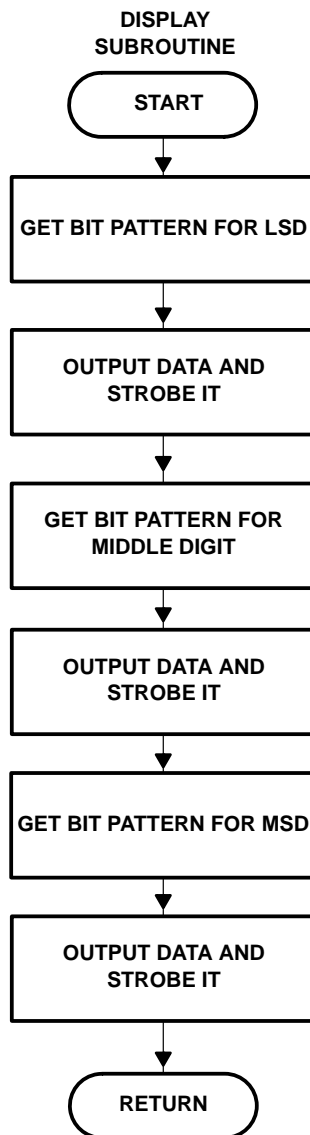 DISPLAY
SUBROUTINE
START
GET BIT PATTERN FOR LSD
OUTPUT DATA AND
STROBE IT
GET BIT PATTERN FOR
MIDDLE DIGIT
OUTPUT DATA AND
STROBE IT
GET BIT PATTERN FOR MSD
OUTPUT DATA AND
STROBE IT
RETURN